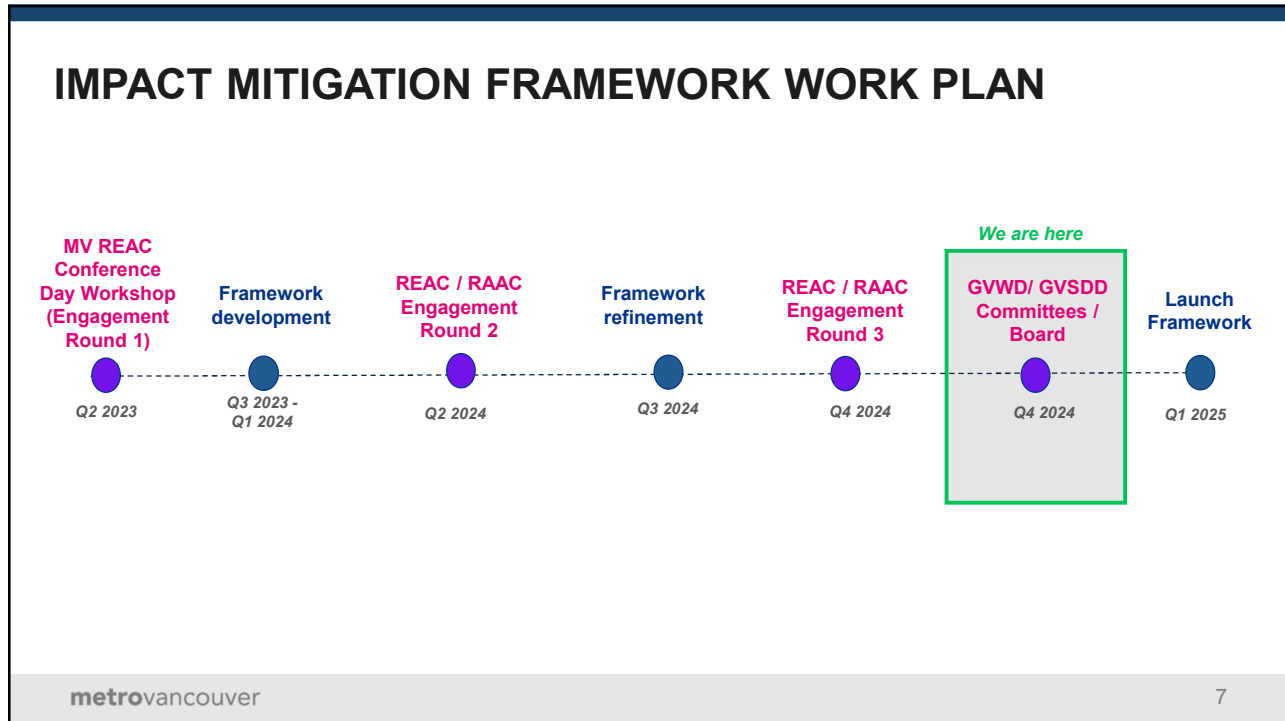 IMPACT MITIGATION FRAMEWORK WORK PLAN
MV REAC
Conference
Day Workshop
(Engagement
Round 1)
Q2 2023
Framework
development
Q3 2023 -
Q1 2024
REAC / RAAC
Engagement
Round 2
Q2 2024
Framework
refinement
Q3 2024
REAC / RAAC
Engagement
Round 3
Q4 2024
We are here
GVWD/ GVSDD
Committees /
Board
Q4 2024
Launch
Framework
Q1 2025
metrovancouver
7